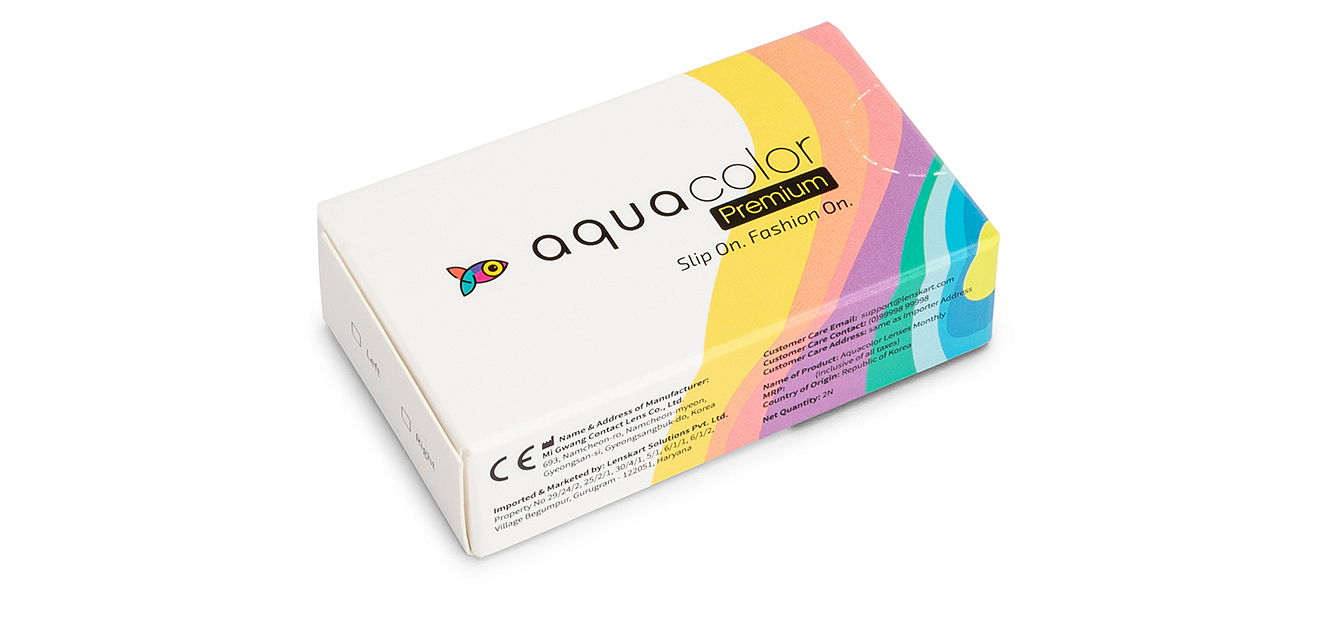 aquacolor
Premium
Slip On. Fashion On.
Left
Right
CE
Name & Address of Manufacturer:
Mi Gwang Contact Lens Co., Ltd.
693, Namcheon-ro, Namcheon-myeon,
Gyeongsan-si, Gyeongsangbuk-do, Korea
Imported & Marketed by: Lenskart Solutions Pvt. Ltd.
Property No 29/24/2, 25/2/1, 30/4/1, 5/1, 6/1/1, 6/1/2,
Village Begumpur, Gurugram - 122051, Haryana
Customer Care Email: support@lenskart.com
Customer Care Contact: (0)99998 99998
Customer Care Address: same as Importer Address
Name of Product: Aquacolor Lenses Monthly
MRP: (Inclusive of all taxes)
Country of Origin: Republic of Korea
Net Quantity: 2N